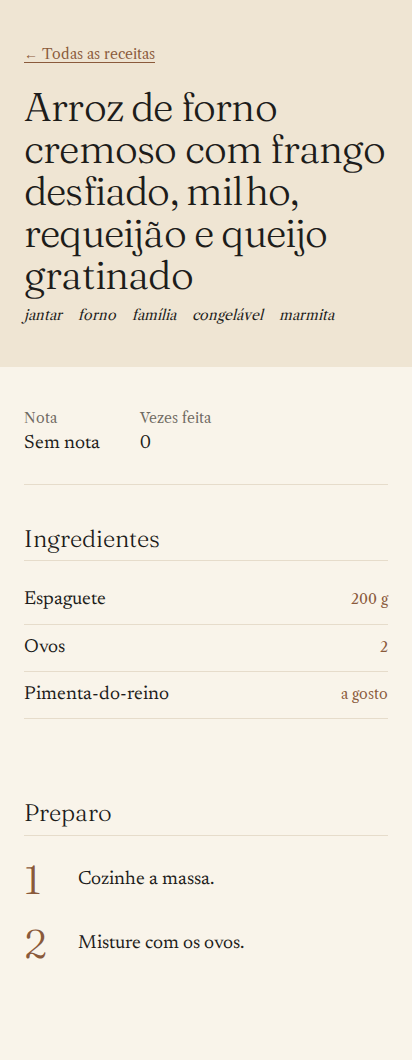 ← Todas as receitas
Arroz de forno
cremoso com frango
desfiado, milho,
requeijão e queijo
gratinado
jantar forno família congelável marmita
Nota Vezes feita
Sem nota 0
Ingredientes
Espaguete 200 g
Ovos 2
Pimenta-do-reino a gosto
Preparo
1 Cozinhe a massa.
2 Misture com os ovos.